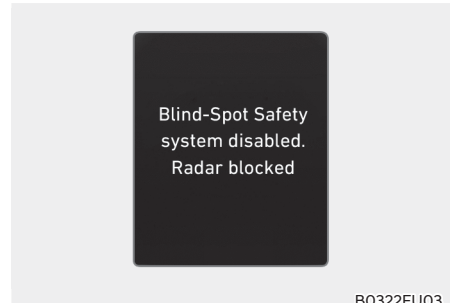 Blind-Spot Safety
system disabled.
Radar blocked
B0322EU03